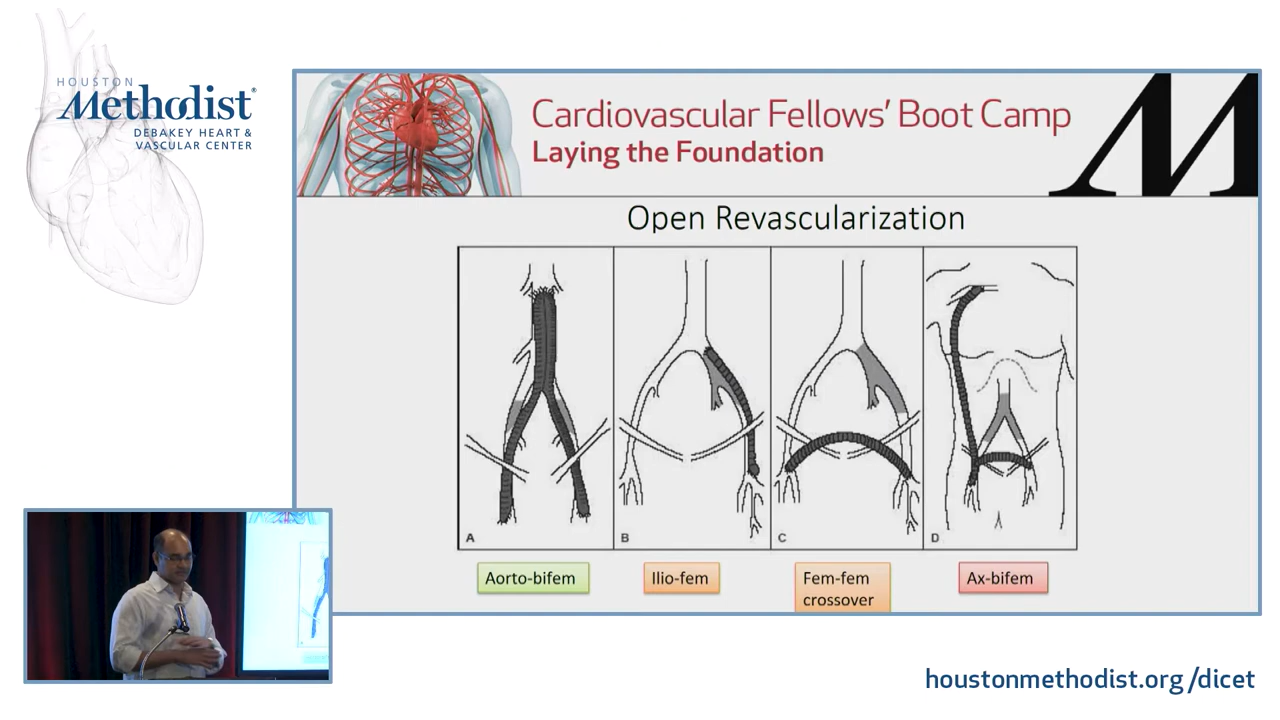 HOUSTON
Methodist®
DEBAKEY HEART &
VASCULAR CENTER
Cardiovascular Fellows' Boot Camp
Laying the Foundation
M
Open Revascularization
A
B
C
D
Aorto-bifem
Ilio-fem
Fem-fem
crossover
Ax-bifem
houstonmethodist.org/dicet